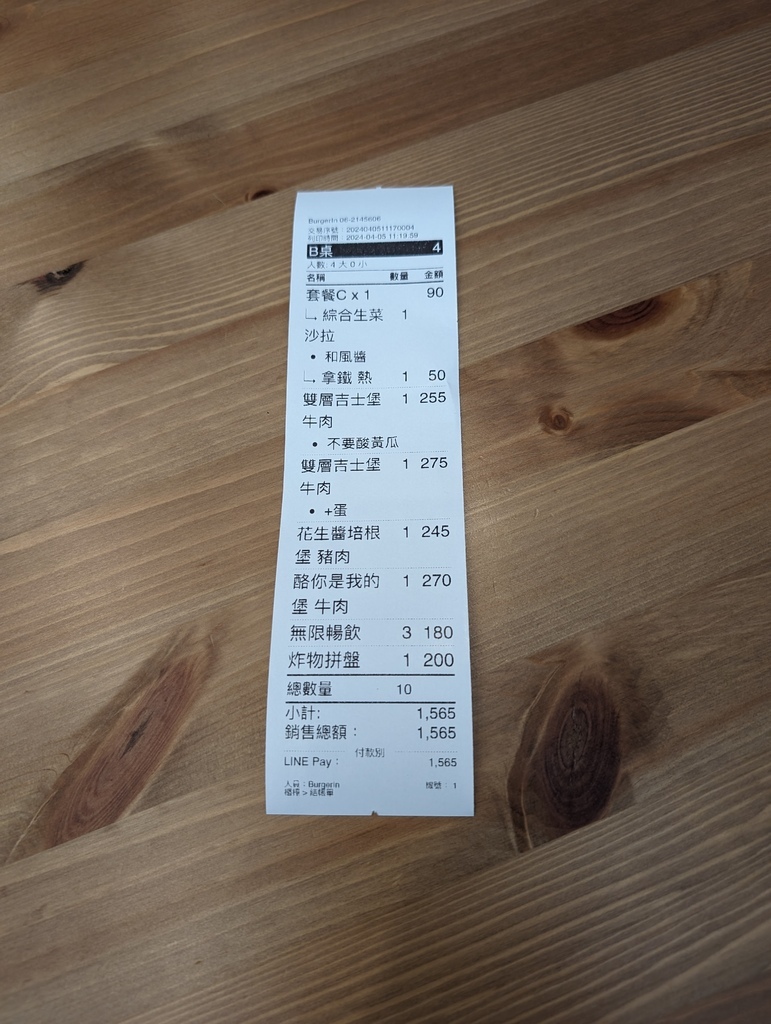 BurgerIn 06-2145606
交易序號：2024040511170004
列印時間：2024-04-05 11:19:59
B桌 4
人數: 4 大 0 小
名稱 數量 金額
套餐C x 1 90
∟ 綜合生菜 1
沙拉
• 和風醬
∟ 拿鐵 熱 1 50
雙層吉士堡 1 255
牛肉
• 不要酸黃瓜
雙層吉士堡 1 275
牛肉
• +蛋
花生醬培根 1 245
堡 豬肉
酪你是我的 1 270
堡 牛肉
無限暢飲 3 180
炸物拼盤 1 200
總數量 10
小計: 1,565
銷售總額： 1,565
付款別
LINE Pay： 1,565
人員：BurgerIn 機號：1
櫃檯 > 結帳單